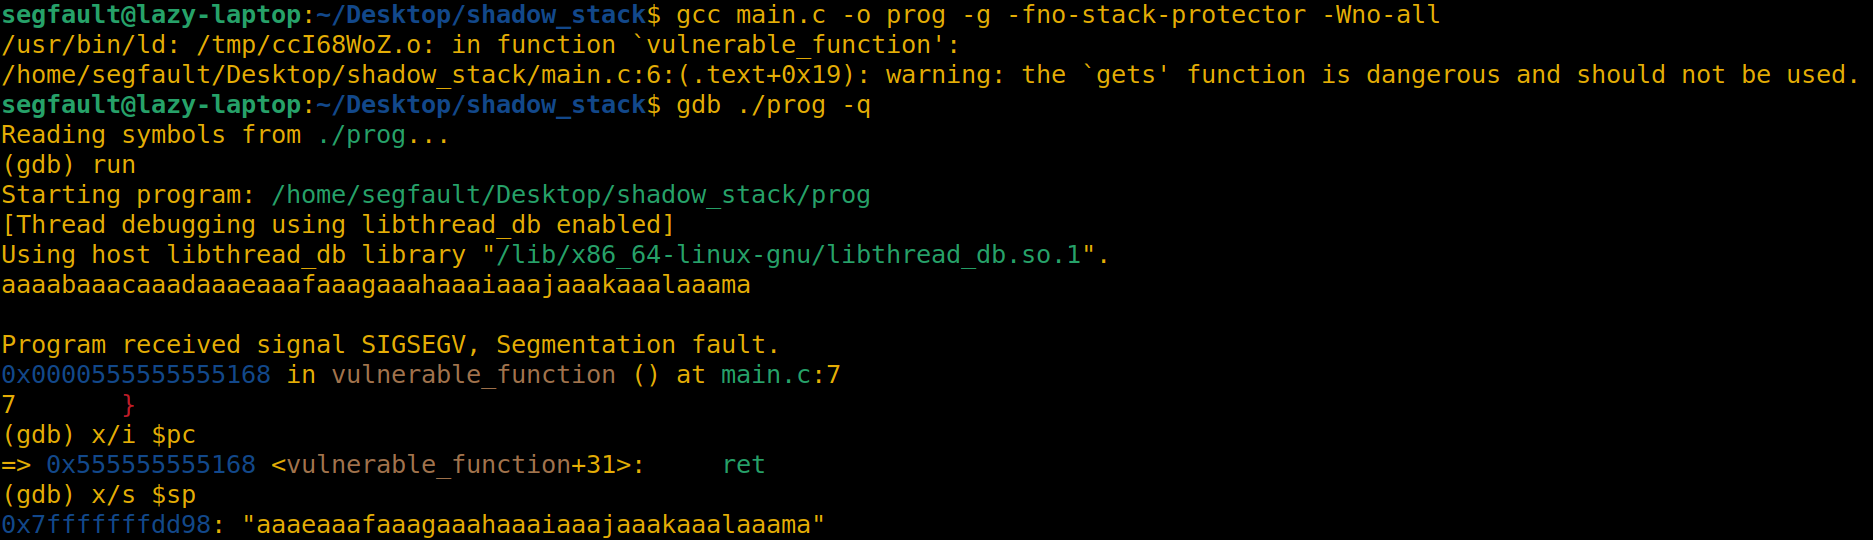 segfault@lazy-laptop:~/Desktop/shadow_stack$ gcc main.c -o prog -g -fno-stack-protector -Wno-all
/usr/bin/ld: /tmp/ccI68WoZ.o: in function `vulnerable_function':
/home/segfault/Desktop/shadow_stack/main.c:6:(.text+0x19): warning: the `gets' function is dangerous and should not be used.
segfault@lazy-laptop:~/Desktop/shadow_stack$ gdb ./prog -q
Reading symbols from ./prog...
(gdb) run
Starting program: /home/segfault/Desktop/shadow_stack/prog
[Thread debugging using libthread_db enabled]
Using host libthread_db library "/lib/x86_64-linux-gnu/libthread_db.so.1".
aaaabaaacaaadaaaeaaafaaagaaahaaaiaaajaaakaaalaaama

Program received signal SIGSEGV, Segmentation fault.
0x0000555555555168 in vulnerable_function () at main.c:7
7       }
(gdb) x/i $pc
=> 0x555555555168 <vulnerable_function+31>:     ret
(gdb) x/s $sp
0x7fffffffdd98: "aaaeaaafaaagaaahaaaiaaajaaakaaalaaama"